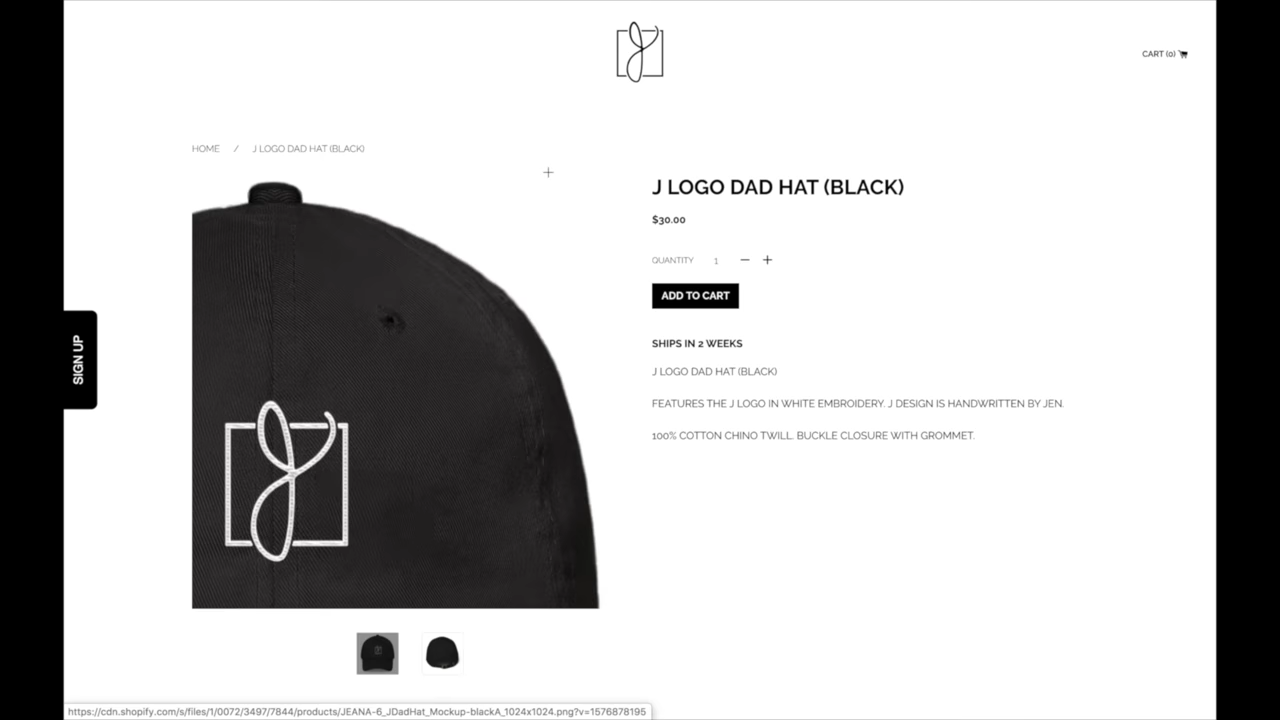 CART (0)
HOME / J LOGO DAD HAT (BLACK)
J LOGO DAD HAT (BLACK)
$30.00
QUANTITY 1 − +
ADD TO CART
SIGN UP
SHIPS IN 2 WEEKS
J LOGO DAD HAT (BLACK)
FEATURES THE J LOGO IN WHITE EMBROIDERY. J DESIGN IS HANDWRITTEN BY JEN.
100% COTTON CHINO TWILL. BUCKLE CLOSURE WITH GROMMET.
https://cdn.shopify.com/s/files/1/0072/3497/7844/products/JEANA-6_JDadHat_Mockup-blackA_1024x1024.png?v=1576878195